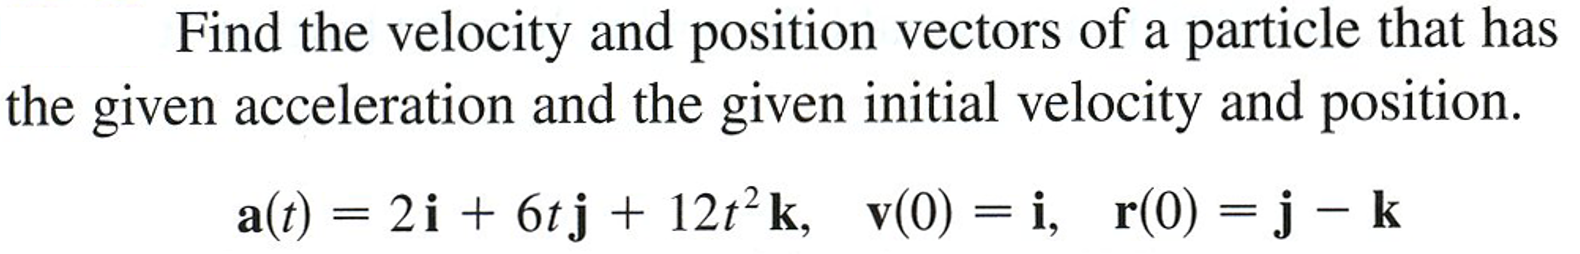 Find the velocity and position vectors of a particle that has
the given acceleration and the given initial velocity and position.
a(t) = 2i + 6tj + 12t²k, v(0) = i, r(0) = j − k